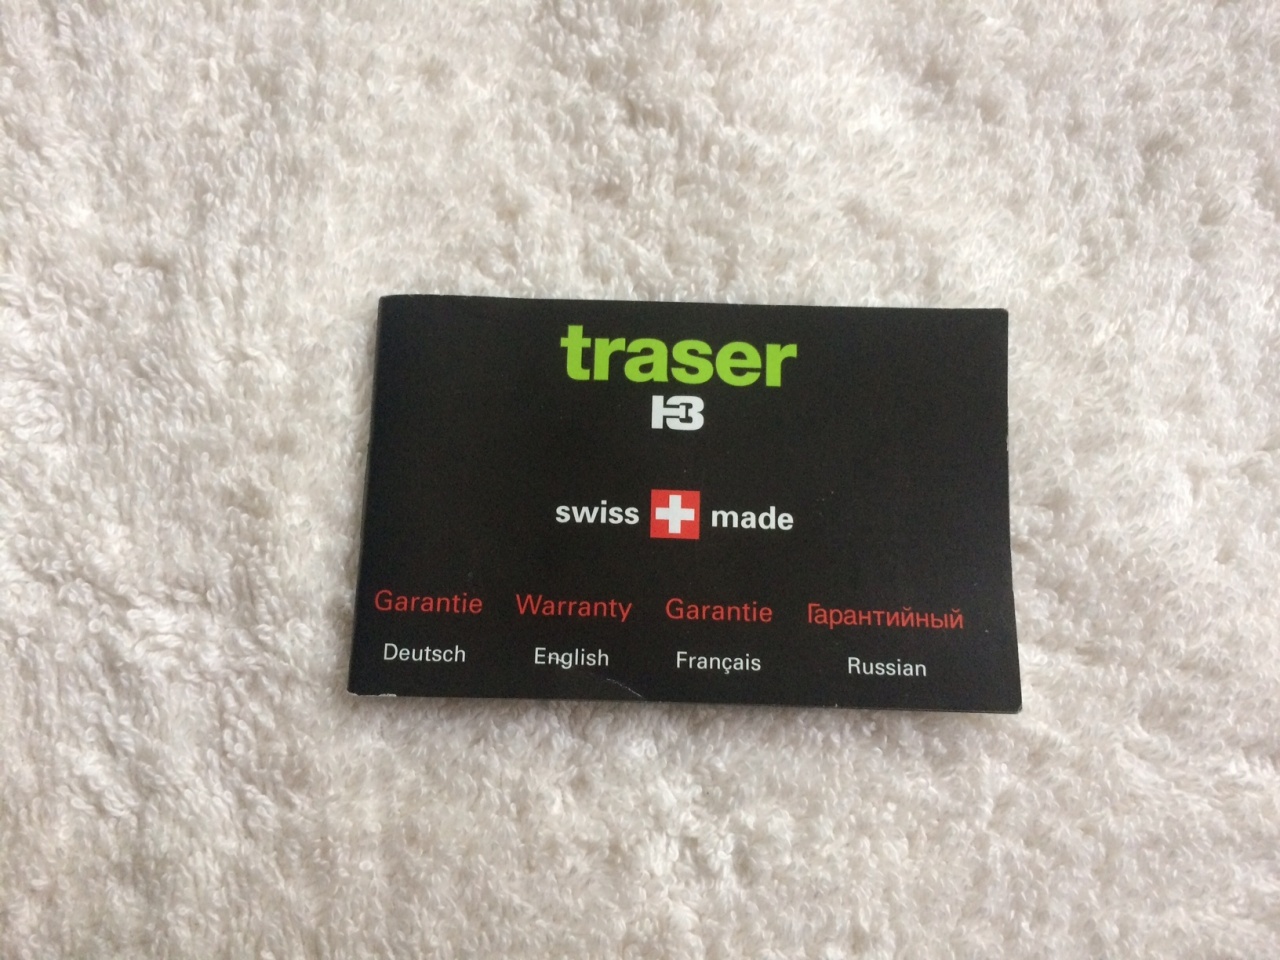 traser
H3
swiss made
Garantie Warranty Garantie Гарантийный
Deutsch English Français Russian